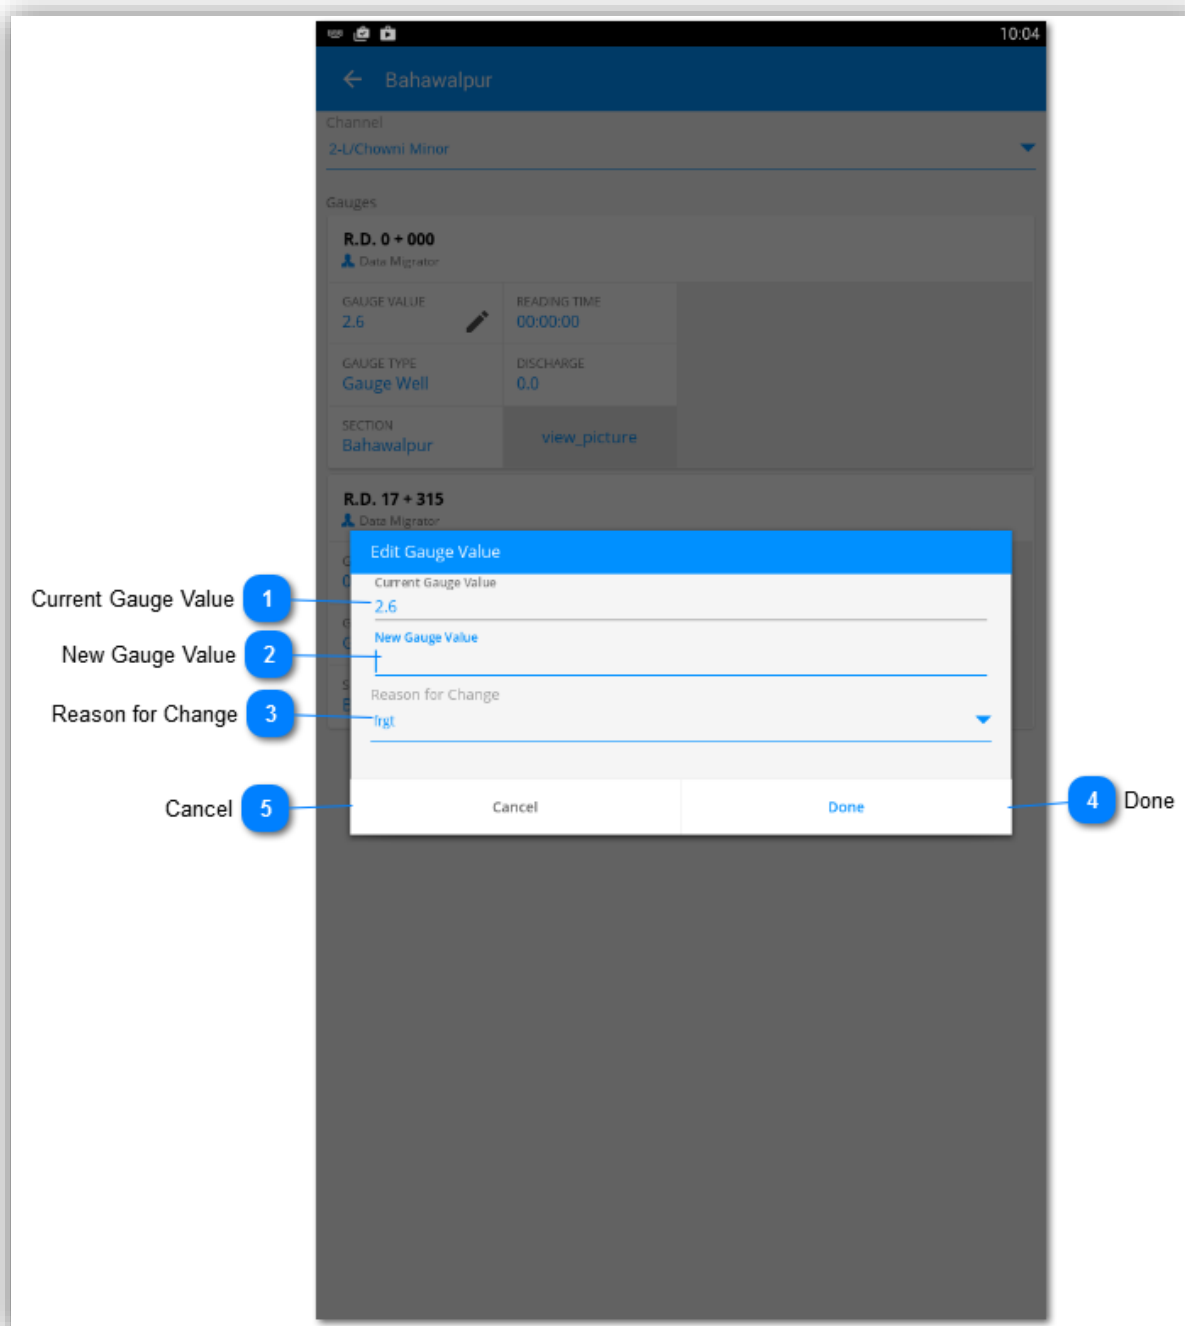 10:04
Bahawalpur
Channel
2-L/Chowni Minor
Gauges
R.D. 0 + 000
Data Migrator
GAUGE VALUE
2.6
READING TIME
00:00:00
GAUGE TYPE
Gauge Well
DISCHARGE
0.0
SECTION
Bahawalpur
view_picture
R.D. 17 + 315
Data Migrator
Edit Gauge Value
Current Gauge Value
2.6
New Gauge Value
Reason for Change
frgt
Cancel
Done
Current Gauge Value 1
New Gauge Value 2
Reason for Change 3
Cancel 5
4 Done